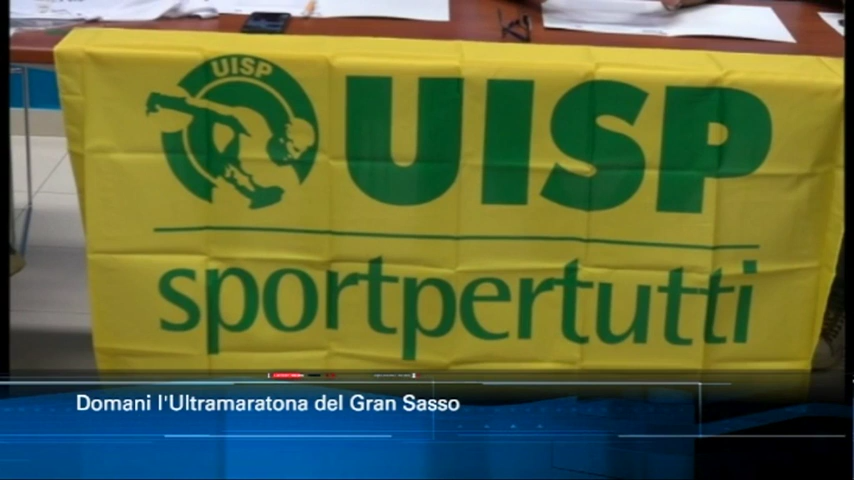 UISP
UISP
sportpertutti
Domani l'Ultramaratona del Gran Sasso